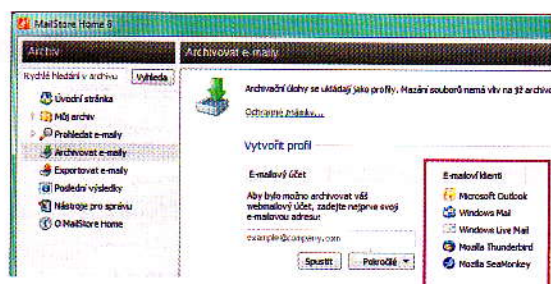 MailStore Home 8
Archiv
Archivovat e-maily
Rychlé hledání v archivu
Vyhleda
Úvodní stránka
Můj archiv
Prohledat e-maily
Archivovat e-maily
Exportovat e-maily
Poslední výsledky
Nástroje pro správu
O MailStore Home
Archivační úlohy se ukládají jako profily. Mazání souborů nemá vliv na již archivo
Ochranné známky...
Vytvořit profil
E-mailový účet
Aby bylo možno archivovat váš
webmailový účet, zadejte nejprve svoji
e-mailovou adresu:
example@company.com
Spustit
Pokročilé
E-mailoví klienti
Microsoft Outlook
Windows Mail
Windows Live Mail
Mozilla Thunderbird
Mozilla SeaMonkey